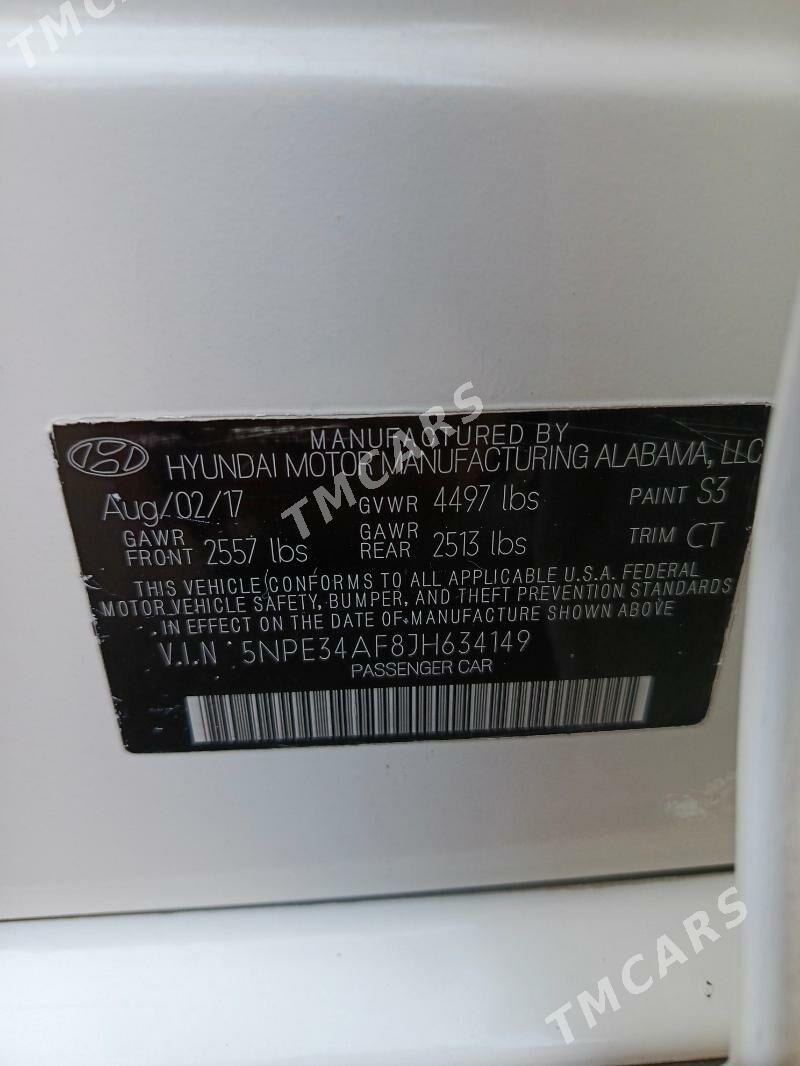 TMCARS
MANUFACTURED BY
HYUNDAI MOTOR MANUFACTURING ALABAMA, LLC
Aug/02/17 GVWR 4497 lbs PAINT S3
GAWR FRONT 2557 lbs GAWR REAR 2513 lbs TRIM CT
THIS VEHICLE CONFORMS TO ALL APPLICABLE U.S.A. FEDERAL
MOTOR VEHICLE SAFETY, BUMPER, AND THEFT PREVENTION STANDARDS
IN EFFECT ON THE DATE OF MANUFACTURE SHOWN ABOVE.
V.I.N 5NPE34AF8JH634149
PASSENGER CAR
TMCARS
TMCARS